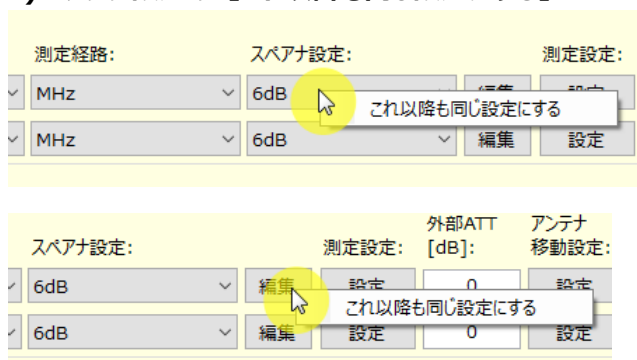 測定経路: スペアナ設定: 測定設定:
MHz 6dB
これ以降も同じ設定にする
MHz 6dB 編集 設定
外部ATT アンテナ
スペアナ設定: 測定設定: [dB]: 移動設定:
6dB 編集 設定 0 設定
これ以降も同じ設定にする
6dB 編集 設定 0 設定